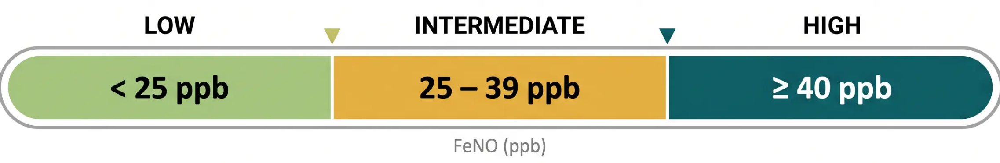 LOW INTERMEDIATE HIGH
< 25 ppb 25 – 39 ppb ≥ 40 ppb
FeNO (ppb)